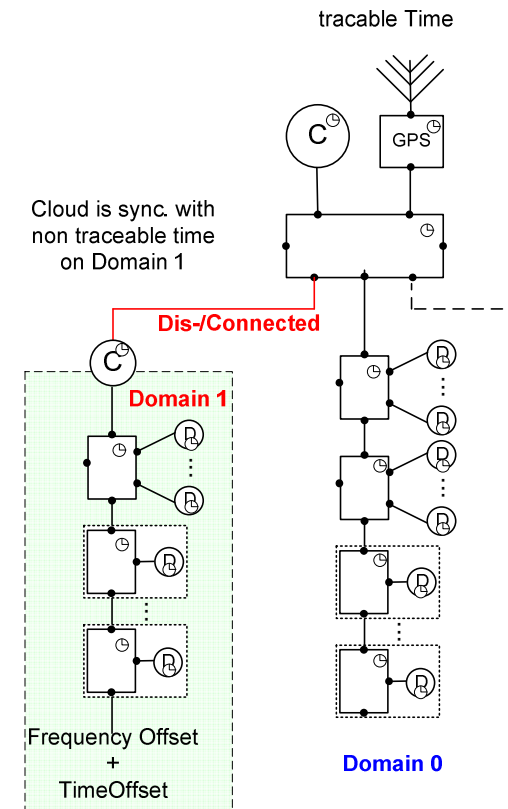 tracable Time
C
GPS
Cloud is sync. with
non traceable time
on Domain 1
Dis-/Connected
C
Domain 1
D
D
D
D
D
D
D
D
D
D
D
D
Frequency Offset
+
TimeOffset
Domain 0